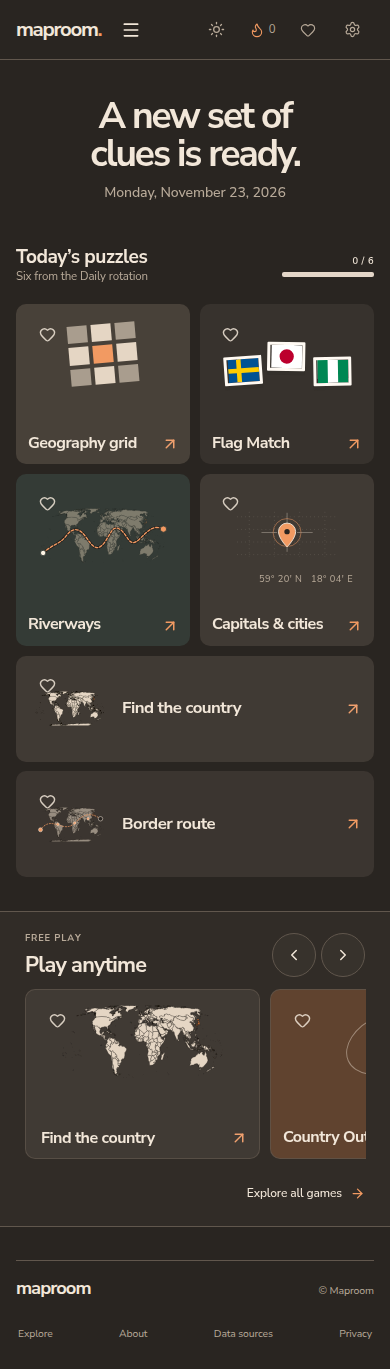 maproom.
0
A new set of
clues is ready.
Monday, November 23, 2026
Today's puzzles
Six from the Daily rotation
0 / 6
Geography grid
Flag Match
59° 20' N 18° 04' E
Riverways
Capitals & cities
Find the country
Border route
FREE PLAY
Play anytime
Find the country
Country Out
Explore all games
maproom
© Maproom
Explore
About
Data sources
Privacy